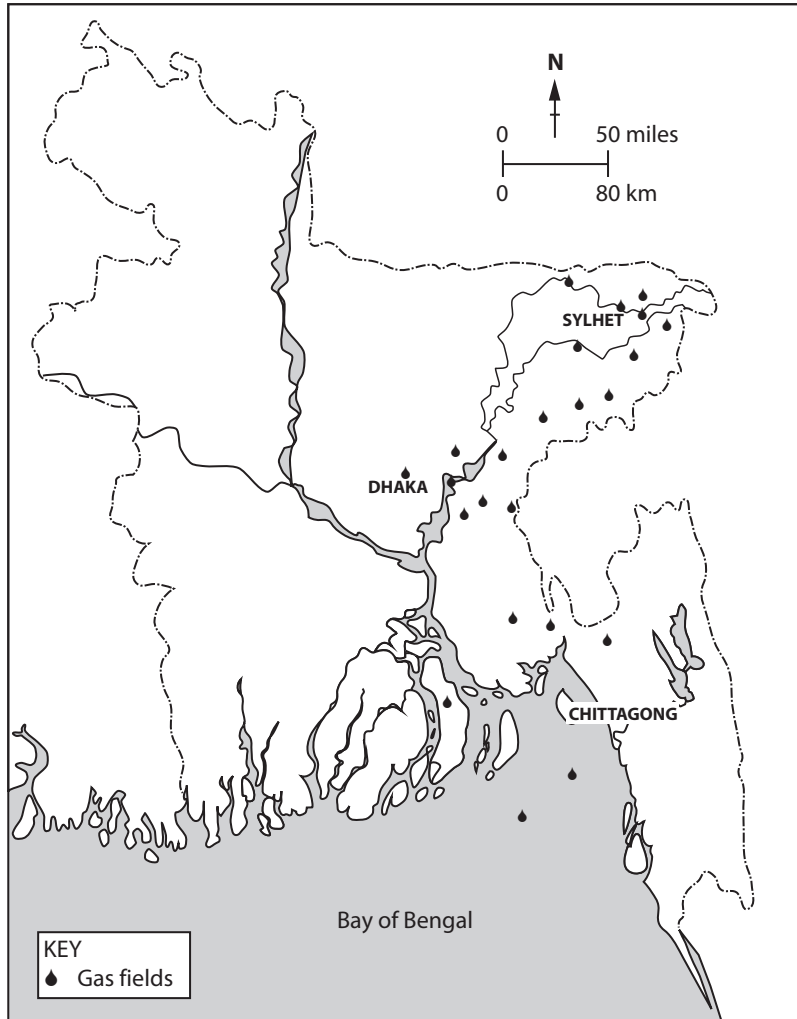 N
0 50 miles
0 80 km
SYLHET
DHAKA
CHITTAGONG
Bay of Bengal
KEY
Gas fields